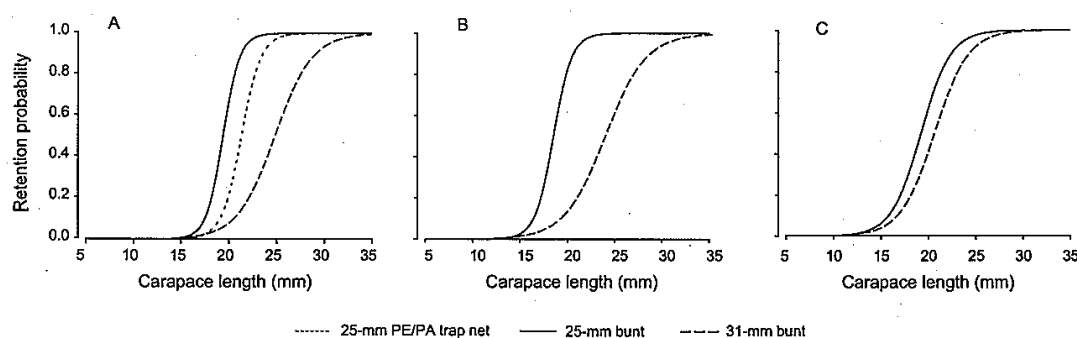 A
B
C
Retention probability
1.0
0.8
0.6
0.4
0.2
0.0
5 10 15 20 25 30 35
5 10 15 20 25 30 35
5 10 15 20 25 30 35
Carapace length (mm)
Carapace length (mm)
Carapace length (mm)
25-mm PE/PA trap net
25-mm bunt
31-mm bunt